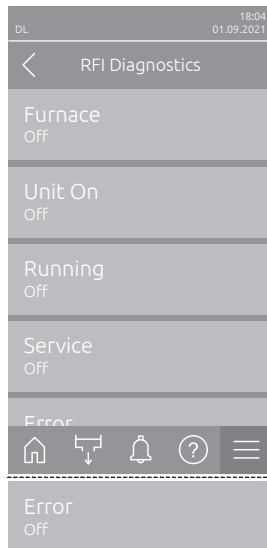 18:04
DL 01.09.2021
RFI Diagnostics
Furnace
Off
Unit On
Off
Running
Off
Service
Off
Error
?
Error
Off